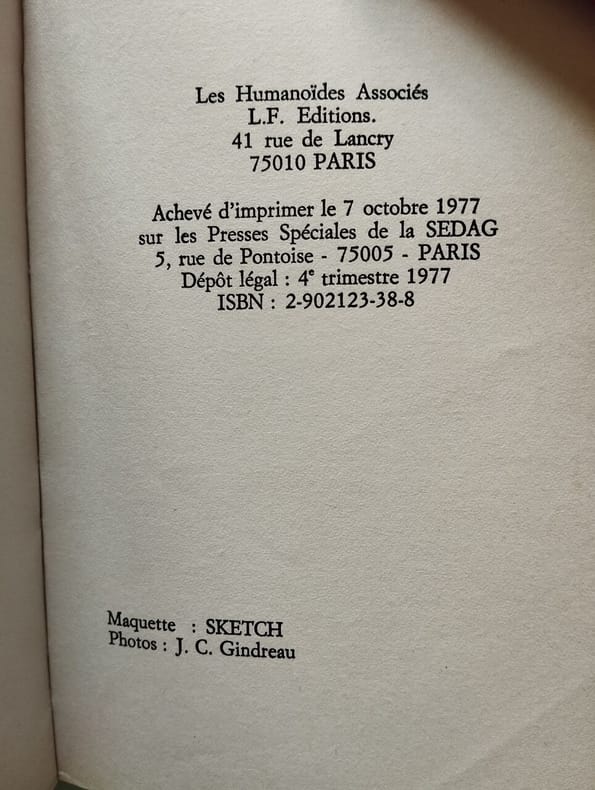 Les Humanoïdes Associés
L.F. Editions.
41 rue de Lancry
75010 PARIS
Achevé d'imprimer le 7 octobre 1977
sur les Presses Spéciales de la SEDAG
5, rue de Pontoise - 75005 - PARIS
Dépôt légal : 4e trimestre 1977
ISBN : 2-902123-38-8
Maquette : SKETCH
Photos : J. C. Gindreau